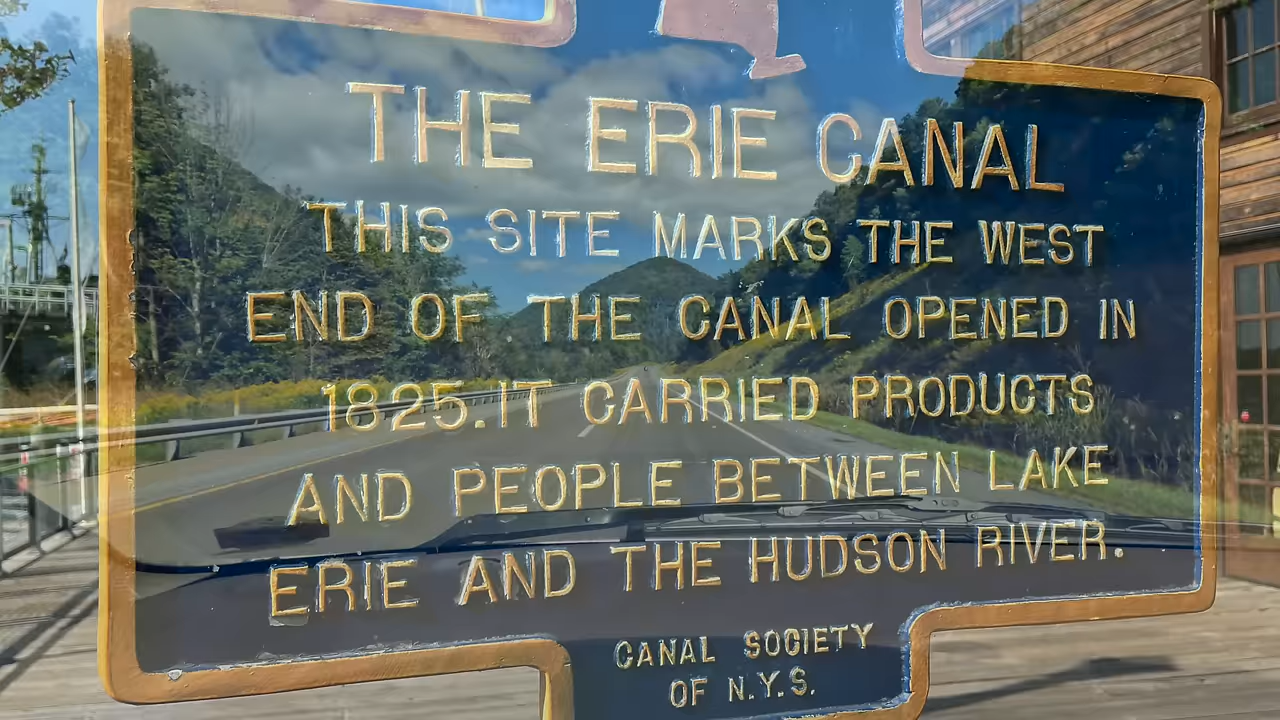 THE ERIE CANAL
THIS SITE MARKS THE WEST
END OF THE CANAL OPENED IN
1825.IT CARRIED PRODUCTS
AND PEOPLE BETWEEN LAKE
ERIE AND THE HUDSON RIVER.
CANAL SOCIETY
OF N.Y.S.